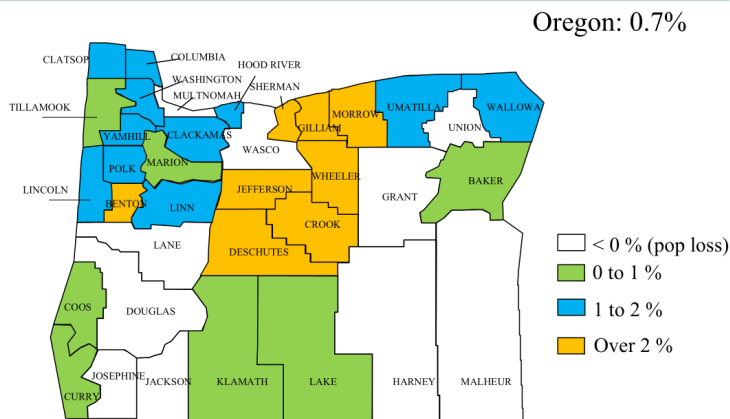 Oregon: 0.7%
CLATSOP
COLUMBIA
HOOD RIVER
WASHINGTON
SHERMAN
MULTNOMAH
TILLAMOOK
MORROW
UMATILLA
WALLOWA
GILLIAM
UNION
YAMHILL
CLACKAMAS
WASCO
MARION
POLK
WHEELER
BAKER
LINCOLN
JEFFERSON
GRANT
BENTON
LINN
CROOK
LANE
DESCHUTES
< 0 % (pop loss)
0 to 1 %
COOS
DOUGLAS
1 to 2 %
Over 2 %
JOSEPHINE
JACKSON
KLAMATH
LAKE
HARNEY
MALHEUR
CURRY